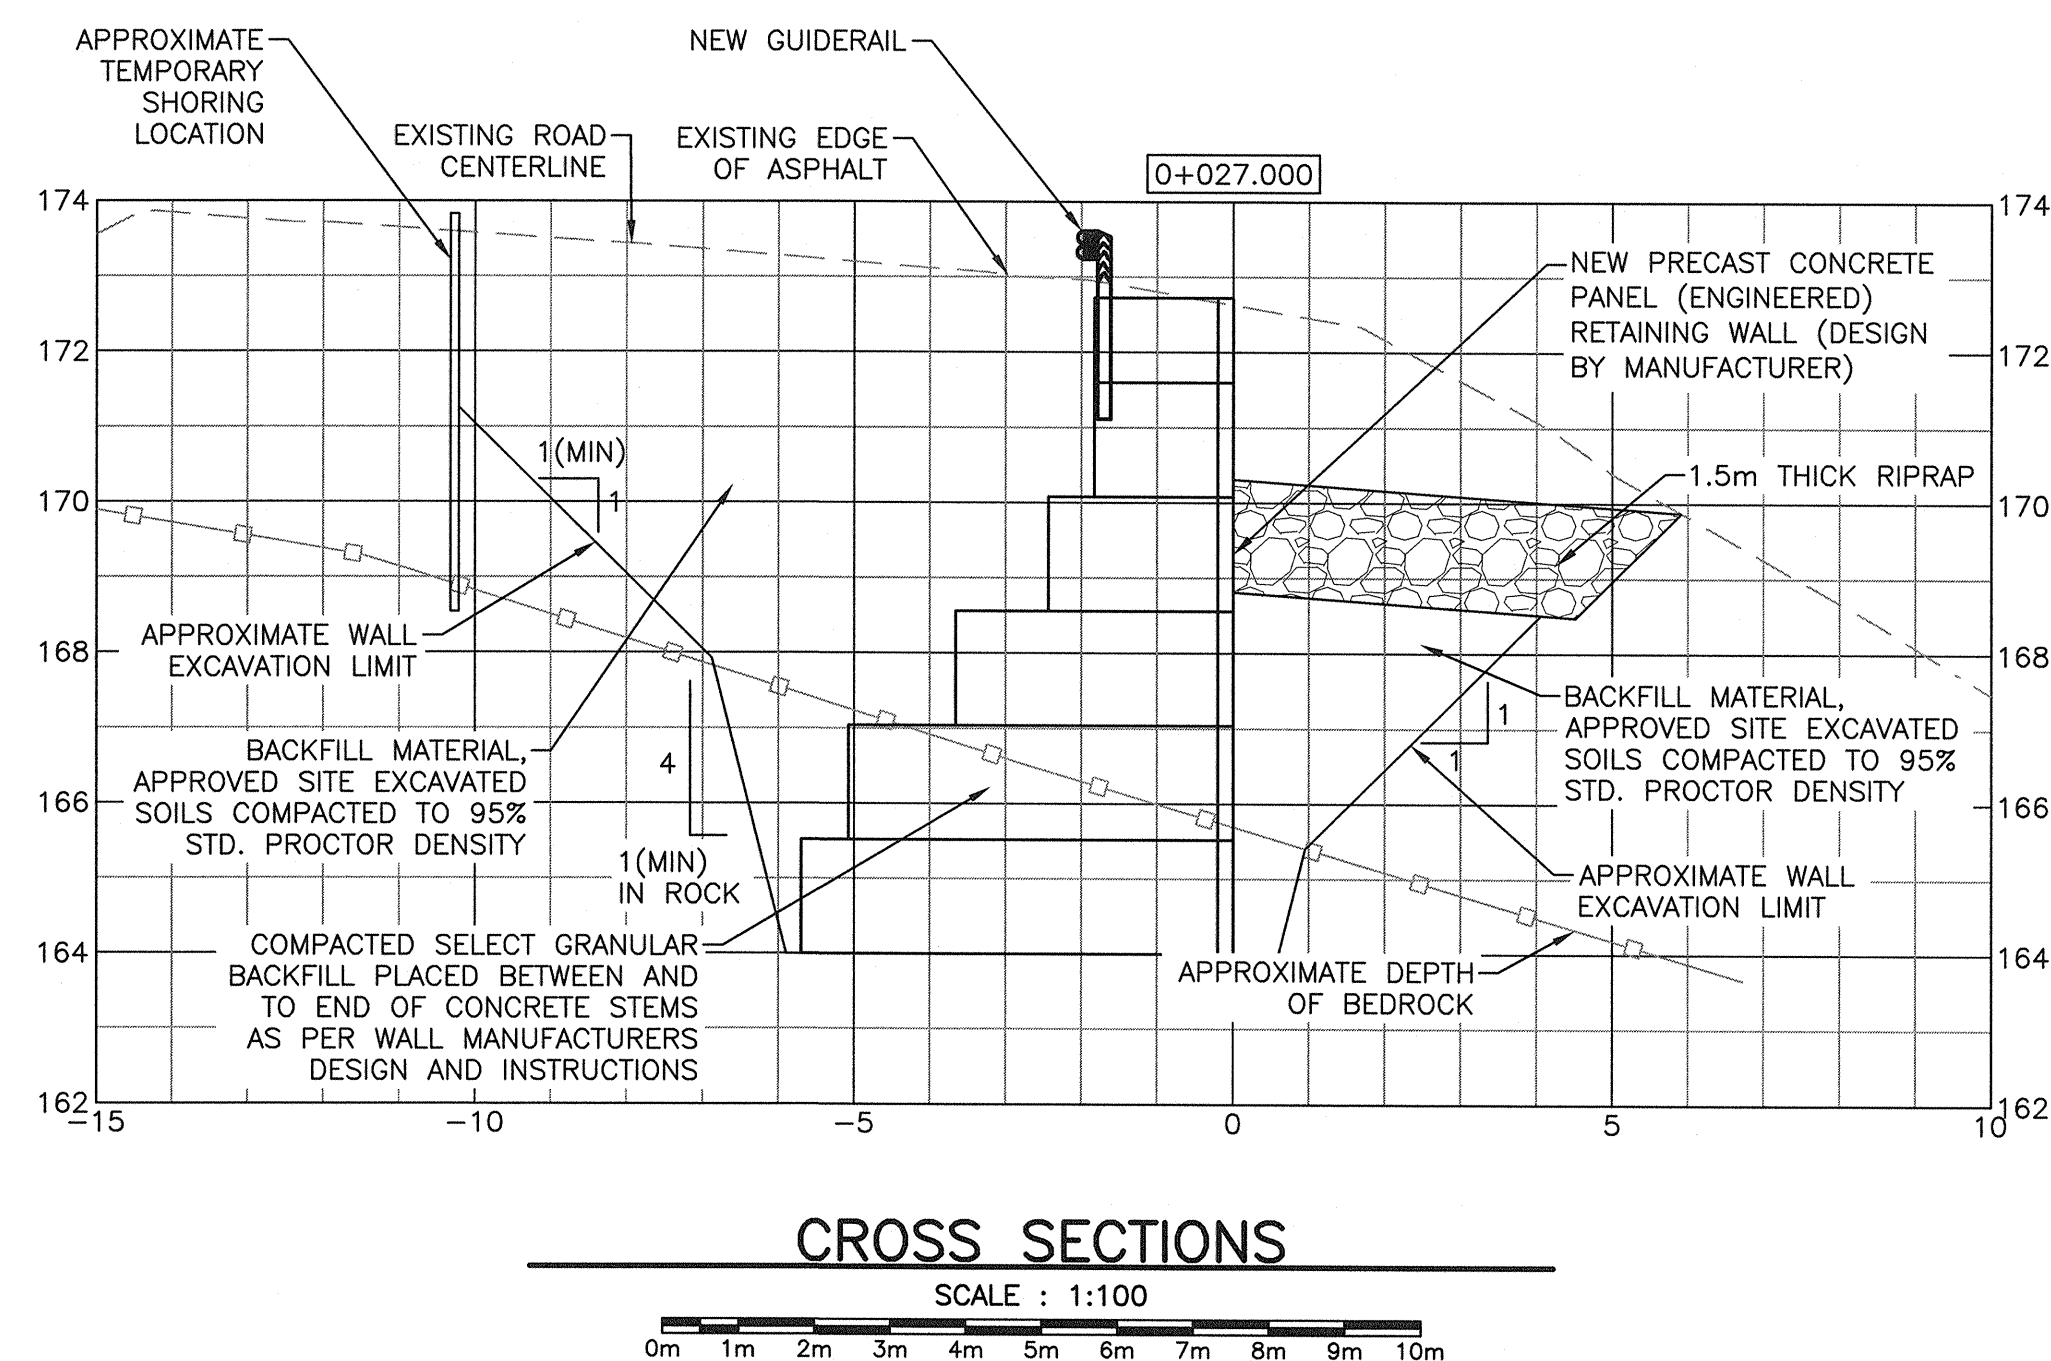 APPROXIMATE
TEMPORARY
SHORING
LOCATION
NEW GUIDERAIL
EXISTING ROAD
CENTERLINE
EXISTING EDGE
OF ASPHALT
0+027.000
174
174
NEW PRECAST CONCRETE
PANEL (ENGINEERED)
RETAINING WALL (DESIGN
BY MANUFACTURER)
172
172
1(MIN)
1
1.5m THICK RIPRAP
170
170
APPROXIMATE WALL
EXCAVATION LIMIT
168
168
BACKFILL MATERIAL,
APPROVED SITE EXCAVATED
SOILS COMPACTED TO 95%
STD. PROCTOR DENSITY
4
1(MIN)
IN ROCK
1
1
BACKFILL MATERIAL,
APPROVED SITE EXCAVATED
SOILS COMPACTED TO 95%
STD. PROCTOR DENSITY
166
166
APPROXIMATE WALL
EXCAVATION LIMIT
COMPACTED SELECT GRANULAR
BACKFILL PLACED BETWEEN AND
TO END OF CONCRETE STEMS
AS PER WALL MANUFACTURERS
DESIGN AND INSTRUCTIONS
APPROXIMATE DEPTH
OF BEDROCK
164
164
162
162
-15
-10
-5
0
5
10
CROSS SECTIONS
SCALE : 1:100
0m 1m 2m 3m 4m 5m 6m 7m 8m 9m 10m